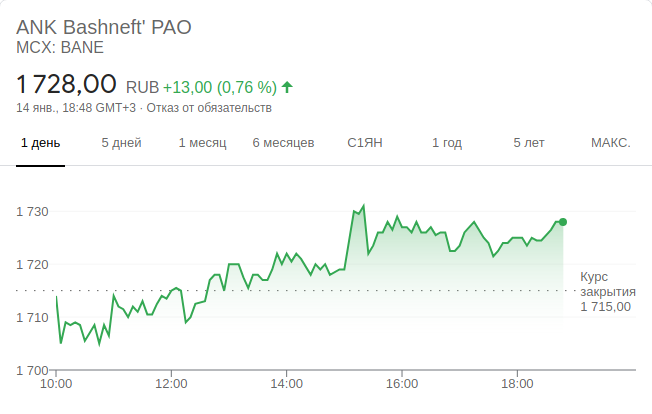 ANK Bashneft' PAO
MCX: BANE
1 728,00 RUB +13,00 (0,76 %)
14 янв., 18:48 GMT+3 · Отказ от обязательств
1 день 5 дней 1 месяц 6 месяцев С1ЯН 1 год 5 лет МАКС.
1 730
1 720
Курс
закрытия
1 715,00
1 710
1 700
10:00 12:00 14:00 16:00 18:00